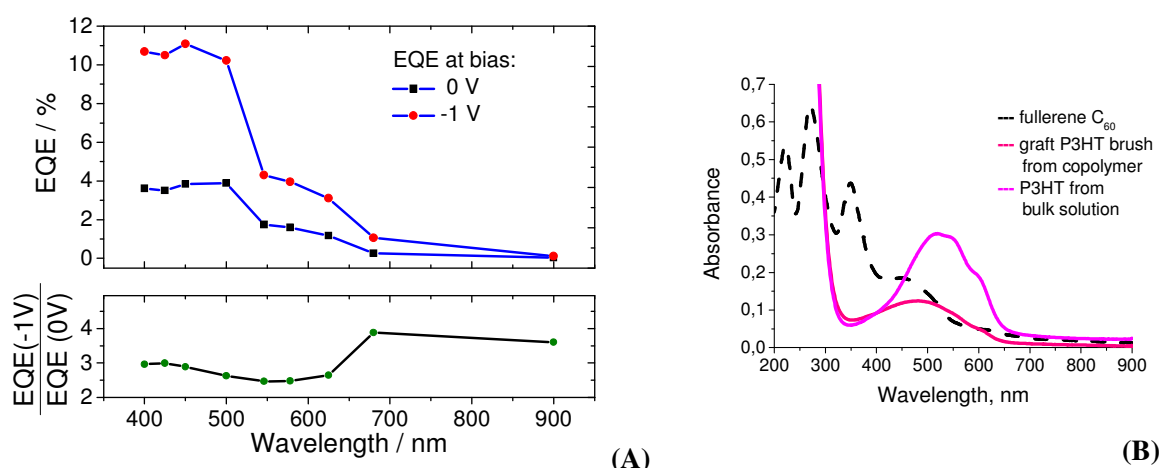 12
10
8
6
4
2
0
EQE / %
EQE at bias:
0 V
-1 V
4
3
2
EQE(-1V)
EQE (0V)
400 500 600 700 800 900
Wavelength / nm
(A)
0,7
0,6
0,5
0,4
0,3
0,2
0,1
0,0
Absorbance
fullerene C₆₀
graft P3HT brush
from copolymer
P3HT from
bulk solution
200 300 400 500 600 700 800 900
Wavelength, nm
(B)